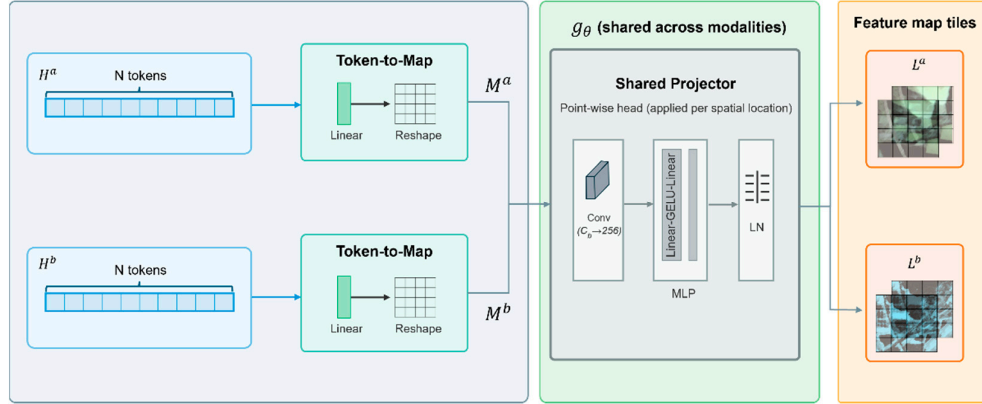 H^a
N tokens
Token-to-Map
Linear
Reshape
M^a
H^b
N tokens
Token-to-Map
Linear
Reshape
M^b
g_θ (shared across modalities)
Shared Projector
Point-wise head (applied per spatial location)
Conv
(C_b→256)
Linear-GELU-Linear
MLP
LN
Feature map tiles
L^a
L^b